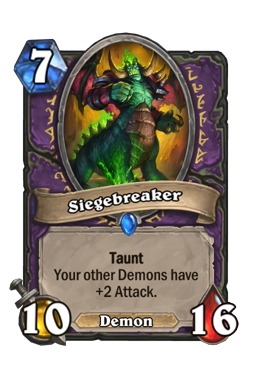 7
Siegebreaker
Taunt
Your other Demons have
+2 Attack.
10
Demon
16